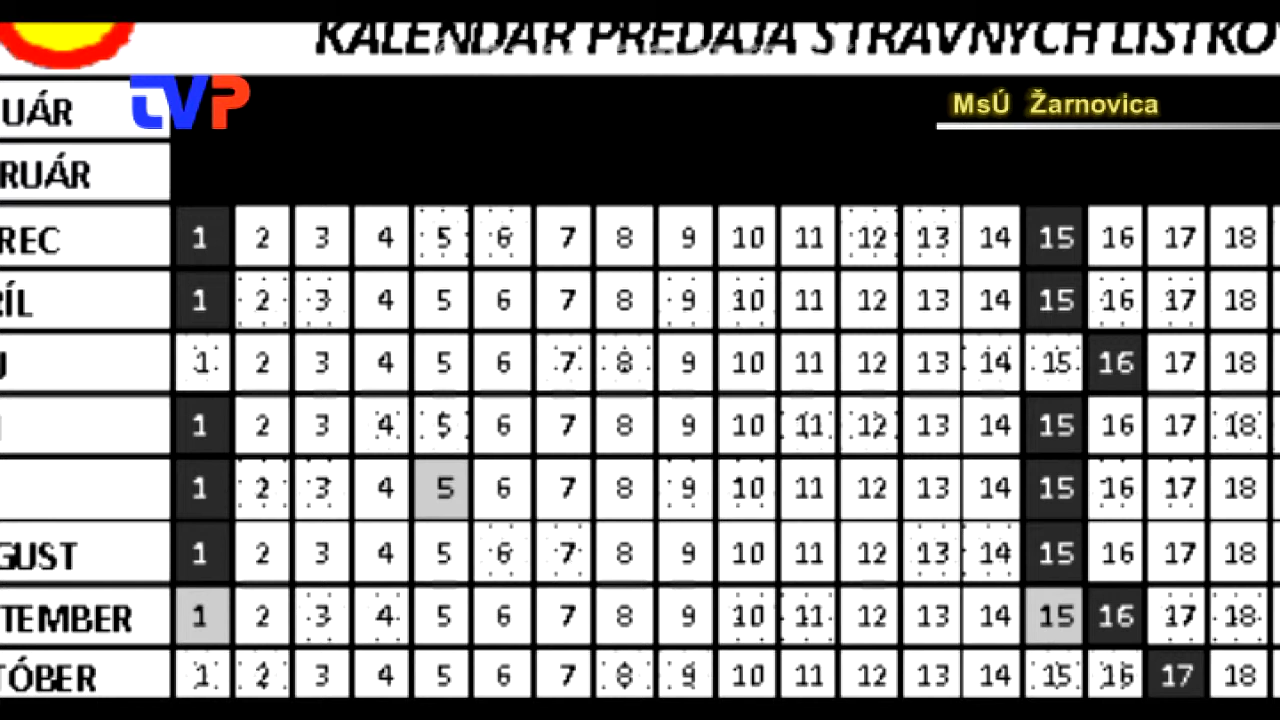 KALENDÁR PREDAJA STRAVNÝCH LÍSTKO
UÁR TVP MsÚ Žarnovica
RUÁR
REC 1 2 3 4 5 6 7 8 9 10 11 12 13 14 15 16 17 18
RÍL 1 2 3 4 5 6 7 8 9 10 11 12 13 14 15 16 17 18
1 2 3 4 5 6 7 8 9 10 11 12 13 14 15 16 17 18
1 2 3 4 5 6 7 8 9 10 11 12 13 14 15 16 17 18
1 2 3 4 5 6 7 8 9 10 11 12 13 14 15 16 17 18
GUST 1 2 3 4 5 6 7 8 9 10 11 12 13 14 15 16 17 18
TEMBER 1 2 3 4 5 6 7 8 9 10 11 12 13 14 15 16 17 18
TÓBER 1 2 3 4 5 6 7 8 9 10 11 12 13 14 15 16 17 18